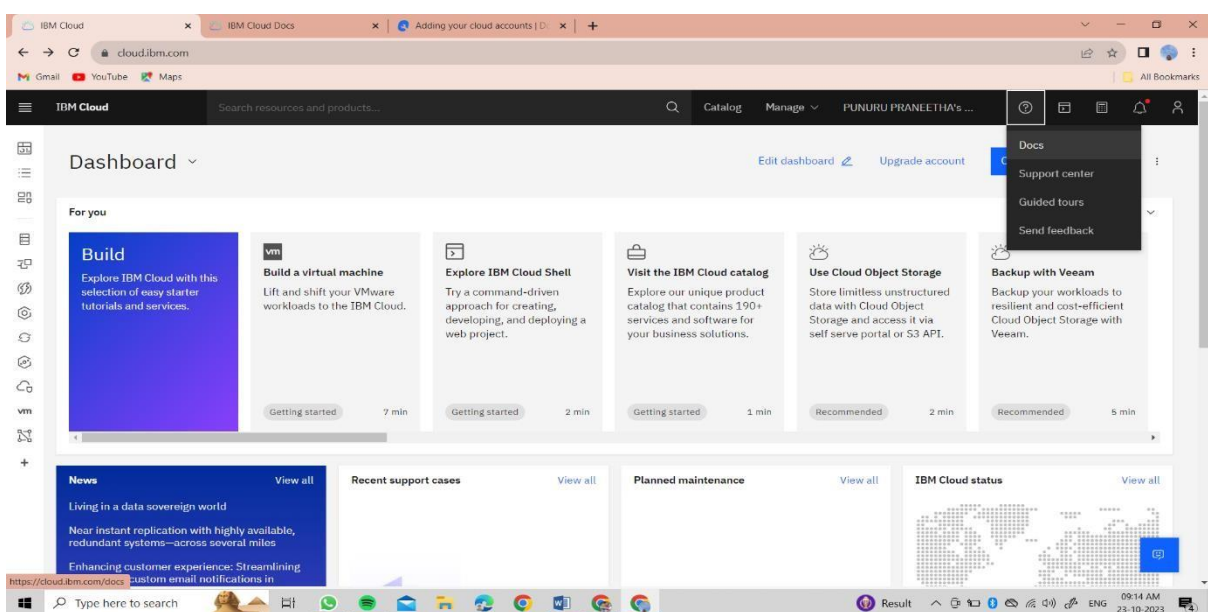 IBM Cloud
IBM Cloud Docs
Adding your cloud accounts | Do
cloud.ibm.com
Gmail
YouTube
Maps
All Bookmarks
IBM Cloud
Search resources and products...
Catalog
Manage
PUNURU PRANEETHA's ...
Docs
Support center
Guided tours
Send feedback
Dashboard
Edit dashboard
Upgrade account
For you
Build
Explore IBM Cloud with this
selection of easy starter
tutorials and services.
vm
Build a virtual machine
Lift and shift your VMware
workloads to the IBM Cloud.
Getting started
7 min
Explore IBM Cloud Shell
Try a command-driven
approach for creating,
developing, and deploying a
web project.
Getting started
2 min
Visit the IBM Cloud catalog
Explore our unique product
catalog that contains 190+
services and software for
your business solutions.
Getting started
1 min
Use Cloud Object Storage
Store limitless unstructured
data with Cloud Object
Storage and access it via
self serve portal or S3 API.
Recommended
2 min
Backup with Veeam
Backup your workloads to
resilient and cost-efficient
Cloud Object Storage with
Veeam.
Recommended
5 min
vm
News
View all
Living in a data sovereign world
Near instant replication with highly available,
redundant systems—across several miles
Enhancing customer experience: Streamlining
custom email notifications in
Recent support cases
View all
Planned maintenance
View all
IBM Cloud status
View all
https://cloud.ibm.com/docs
Type here to search
Result
ENG
09:14 AM
23-10-2023